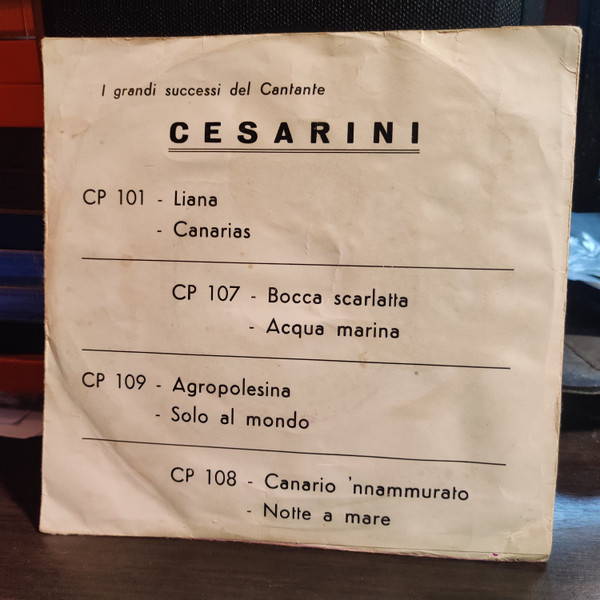 I grandi successi del Cantante
CESARINI
CP 101 - Liana
- Canarias
CP 107 - Bocca scarlatta
- Acqua marina
CP 109 - Agropolesina
- Solo al mondo
CP 108 - Canario 'nnammurato
- Notte a mare